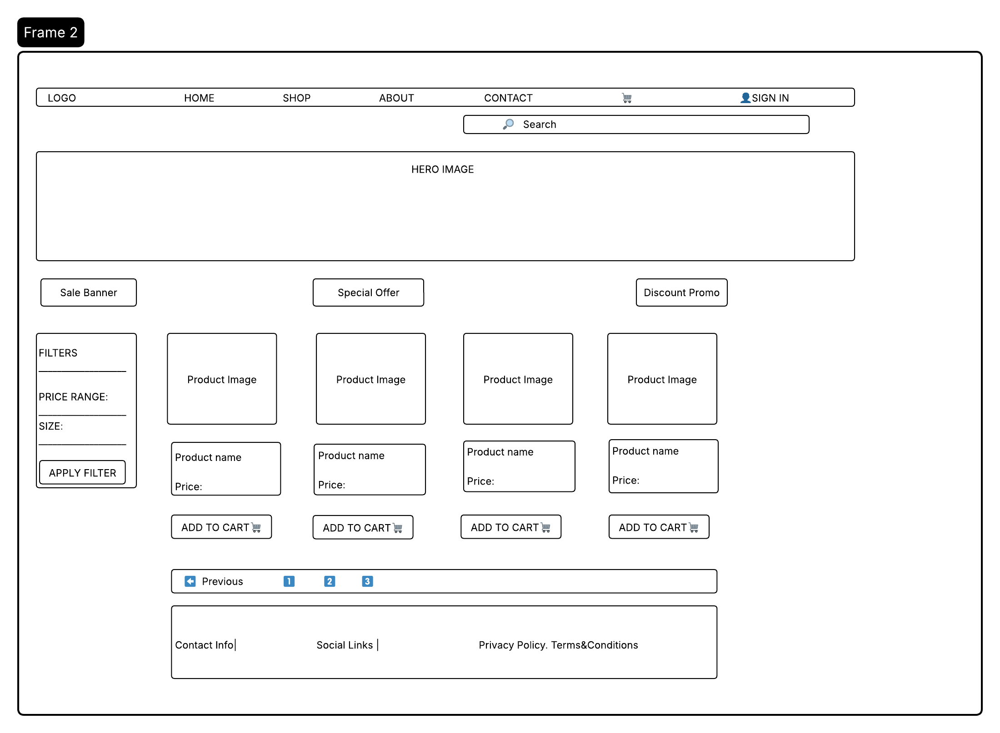 Frame 2
LOGO HOME SHOP ABOUT CONTACT 🛒 👤SIGN IN
🔎 Search
HERO IMAGE
Sale Banner Special Offer Discount Promo
FILTERS
___________________
PRICE RANGE:
___________________
SIZE:
___________________
APPLY FILTER
Product Image Product Image Product Image Product Image
Product name Product name Product name Product name
Price: Price: Price: Price:
ADD TO CART🛒 ADD TO CART🛒 ADD TO CART🛒 ADD TO CART🛒
⬅️ Previous 1️⃣ 2️⃣ 3️⃣
Contact Info| Social Links | Privacy Policy. Terms&Conditions